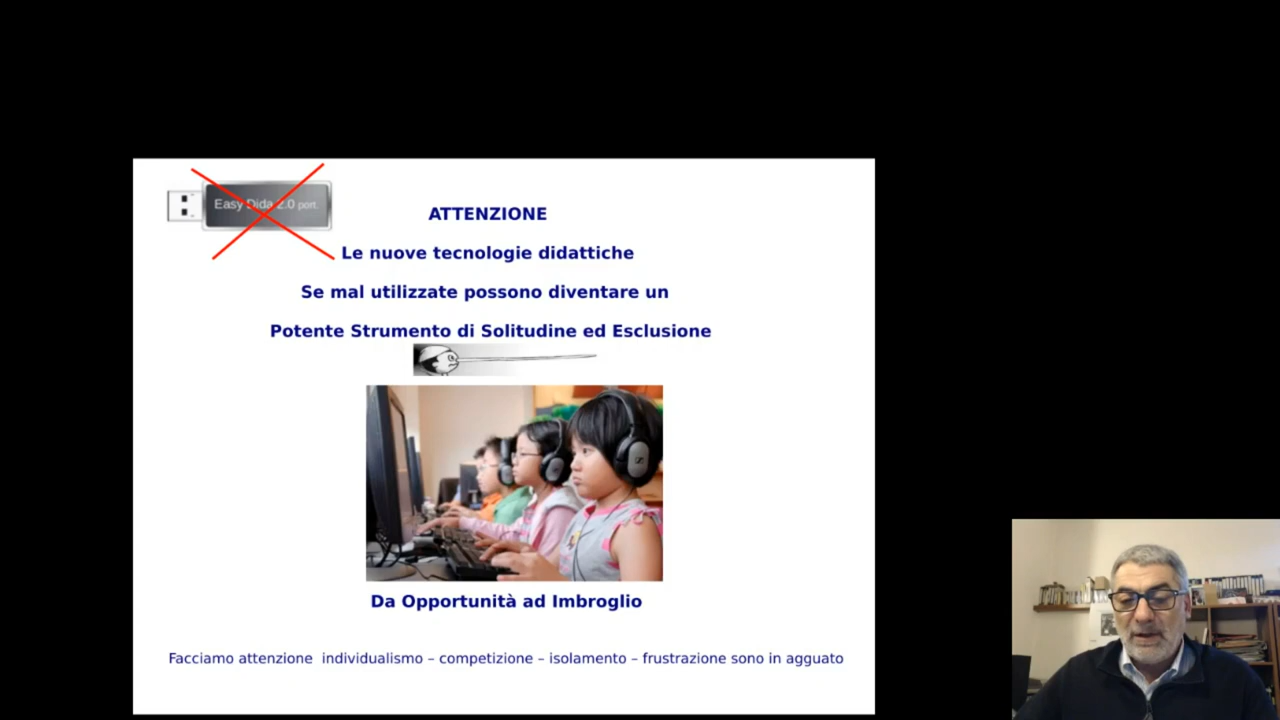 Easy Dida 2.0 port.
ATTENZIONE
Le nuove tecnologie didattiche
Se mal utilizzate possono diventare un
Potente Strumento di Solitudine ed Esclusione
Da Opportunità ad Imbroglio
Facciamo attenzione individualismo – competizione – isolamento – frustrazione sono in agguato